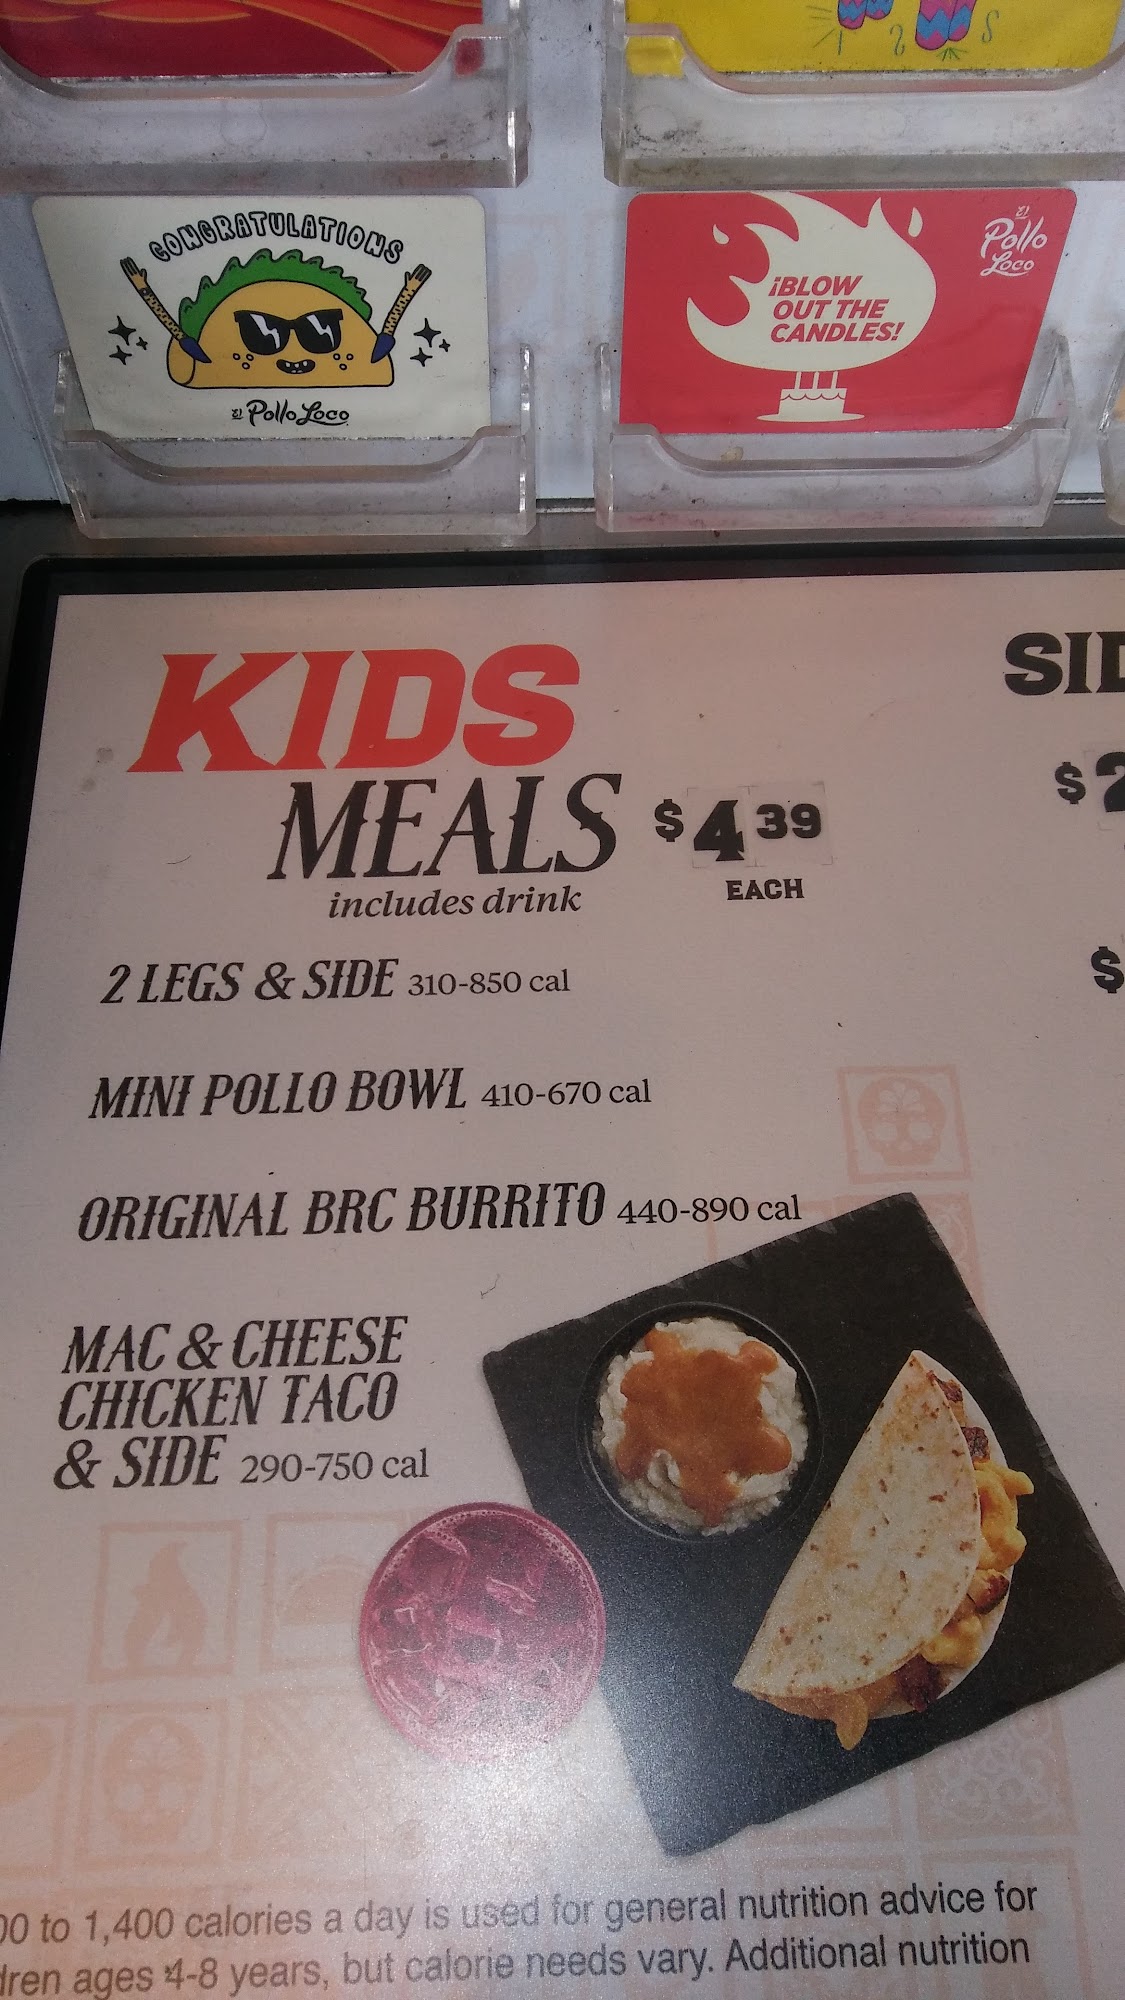 CONGRATULATIONS
El Pollo Loco
¡BLOW
OUT THE
CANDLES!
El
Pollo
Loco
KIDS
MEALS $4 39
includes drink
EACH
2 LEGS & SIDE 310-850 cal
MINI POLLO BOWL 410-670 cal
ORIGINAL BRC BURRITO 440-890 cal
MAC & CHEESE
CHICKEN TACO
& SIDE 290-750 cal
$2
$
to 1,400 calories a day is used for general nutrition advice for
ages 4-8 years, but calorie needs vary. Additional nutrition